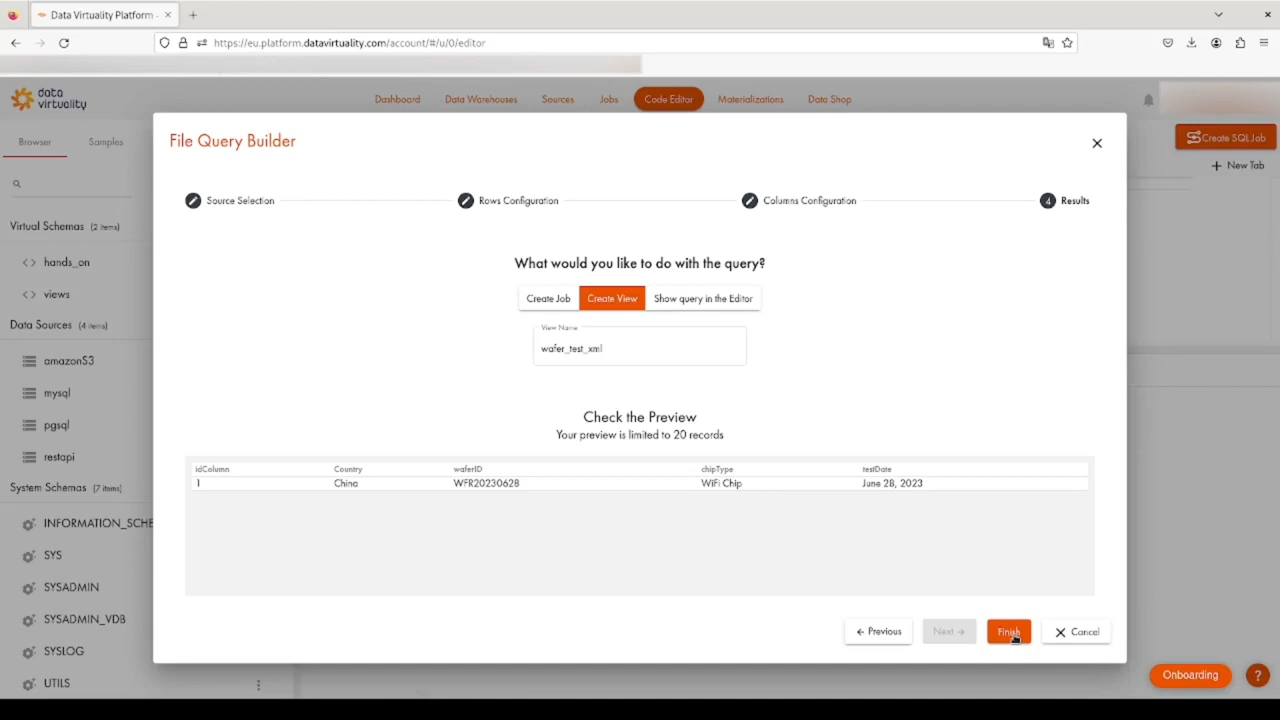 Data Virtuality Platform -
https://eu.platform.datavirtuality.com/account/#/u/0/editor
data
virtuality
Dashboard
Data Warehouses
Sources
Jobs
Code Editor
Materializations
Data Shop
Browser
Samples
Create SQL Job
New Tab
Virtual Schemas (2 items)
hands_on
views
Data Sources (4 items)
amazonS3
mysql
pgsql
restapi
System Schemas (7 items)
INFORMATION_SCHE
SYS
SYSADMIN
SYSADMIN_VDB
SYSLOG
UTILS
File Query Builder
Source Selection
Rows Configuration
Columns Configuration
4 Results
What would you like to do with the query?
Create Job
Create View
Show query in the Editor
View Name
wafer_test_xml
Check the Preview
Your preview is limited to 20 records
idColumn Country waferID chipType testDate
1 China WFR20230628 WiFi Chip June 28, 2023
Previous
Next
Finish
Cancel
Onboarding
?